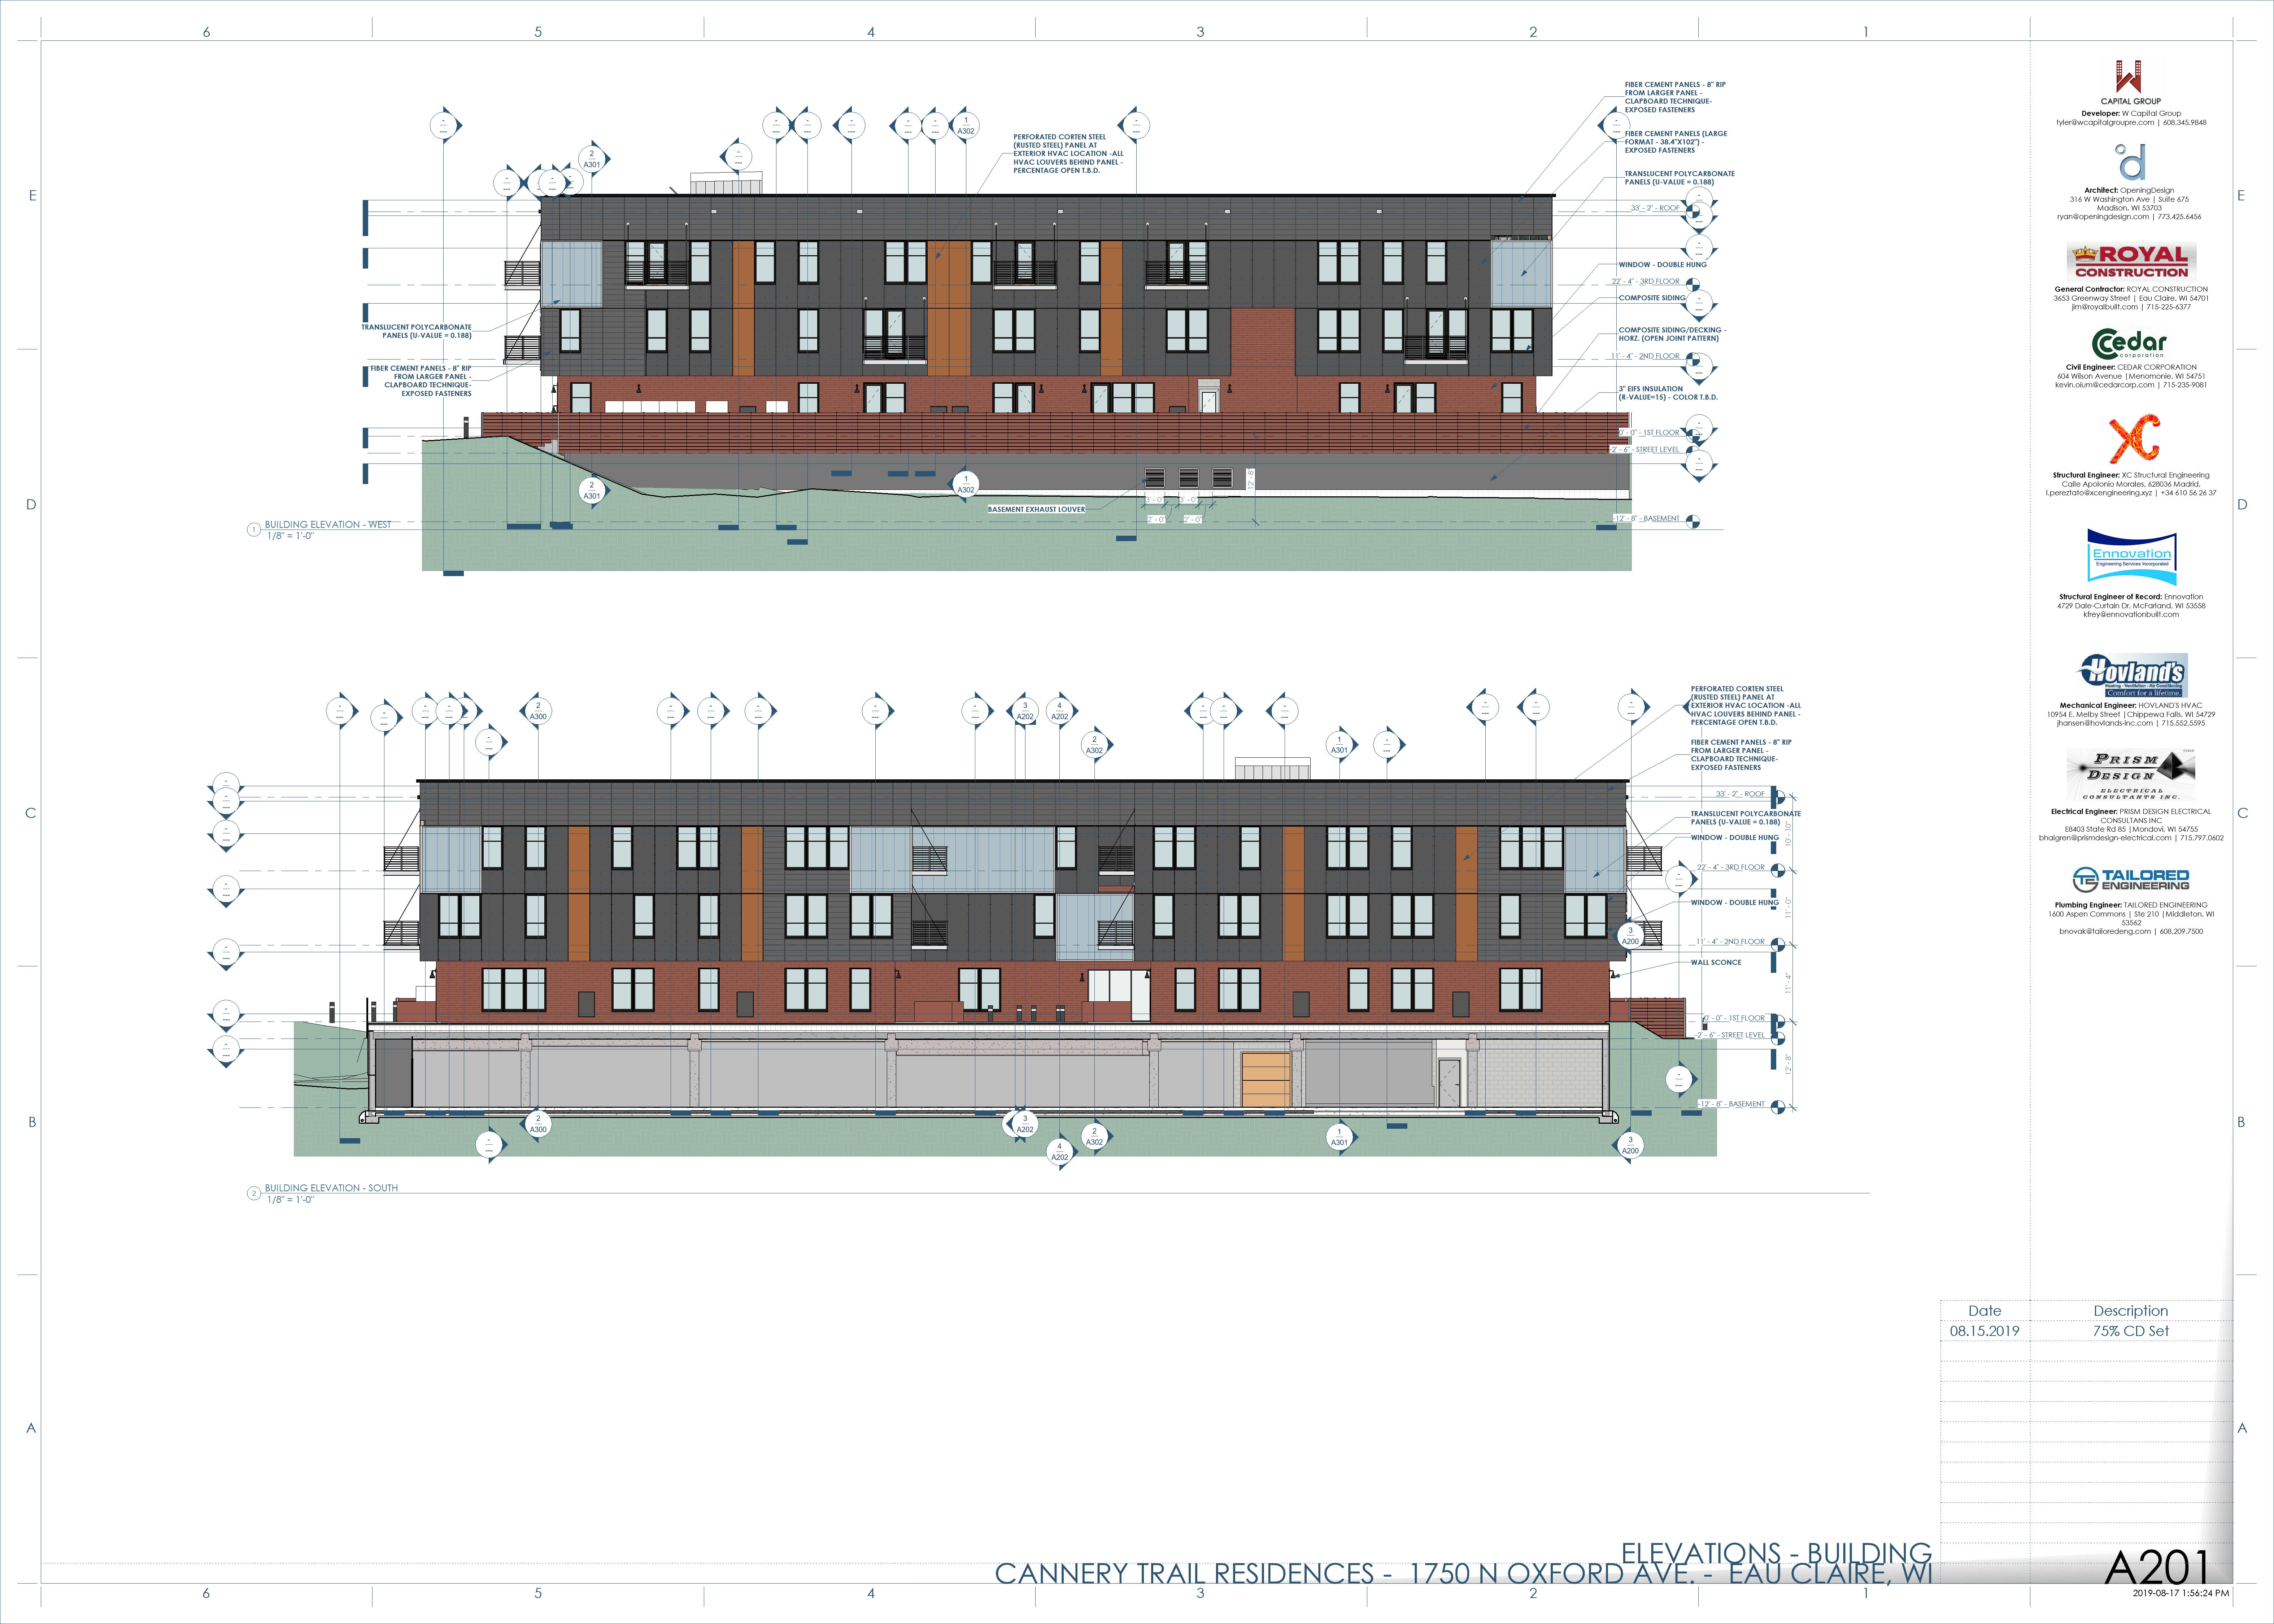 6 5 4 3 2 1
E
D
C
B
A
FIBER CEMENT PANELS - 8" RIP
FROM LARGER PANEL -
CLAPBOARD TECHNIQUE-
EXPOSED FASTENERS
FIBER CEMENT PANELS (LARGE
FORMAT - 38.4"X102") -
EXPOSED FASTENERS
TRANSLUCENT POLYCARBONATE
PANELS (U-VALUE = 0.188)
33' - 2" - ROOF
WINDOW - DOUBLE HUNG
22' - 4" - 3RD FLOOR
COMPOSITE SIDING
COMPOSITE SIDING/DECKING -
HORZ. (OPEN JOINT PATTERN)
11' - 4" - 2ND FLOOR
3" EIFS INSULATION
(R-VALUE=15) - COLOR T.B.D.
0' - 0" - 1ST FLOOR
-2' - 6" - STREET LEVEL
-12' - 8" - BASEMENT
PERFORATED CORTEN STEEL
(RUSTED STEEL) PANEL AT
EXTERIOR HVAC LOCATION -ALL
HVAC LOUVERS BEHIND PANEL -
PERCENTAGE OPEN T.B.D.
1
A302
2
A301
TRANSLUCENT POLYCARBONATE
PANELS (U-VALUE = 0.188)
FIBER CEMENT PANELS - 8" RIP
FROM LARGER PANEL -
CLAPBOARD TECHNIQUE-
EXPOSED FASTENERS
2
A301
1
A302
BASEMENT EXHAUST LOUVER
3' - 0" 3' - 0"
2' - 0" 2' - 0"
12' - 8"
1 BUILDING ELEVATION - WEST
1/8" = 1'-0"
2
A300
3
A202
4
A202
2
A302
1
A301
PERFORATED CORTEN STEEL
(RUSTED STEEL) PANEL AT
EXTERIOR HVAC LOCATION -ALL
HVAC LOUVERS BEHIND PANEL -
PERCENTAGE OPEN T.B.D.
FIBER CEMENT PANELS - 8" RIP
FROM LARGER PANEL -
CLAPBOARD TECHNIQUE-
EXPOSED FASTENERS
33' - 2" - ROOF
TRANSLUCENT POLYCARBONATE
PANELS (U-VALUE = 0.188)
WINDOW - DOUBLE HUNG
10' - 10"
22' - 4" - 3RD FLOOR
WINDOW - DOUBLE HUNG
11' - 0"
3
A200
11' - 4" - 2ND FLOOR
WALL SCONCE
11' - 4"
0' - 0" - 1ST FLOOR
-2' - 6" - STREET LEVEL
12' - 8"
-12' - 8" - BASEMENT
2
A300
3
A202
4
A202
2
A302
1
A301
3
A200
2 BUILDING ELEVATION - SOUTH
1/8" = 1'-0"
W
CAPITAL GROUP
Developer: W Capital Group
tyler@wcapitalgroupre.com | 608.345.9848
Architect: OpeningDesign
316 W Washington Ave | Suite 675
Madison, WI 53703
ryan@openingdesign.com | 773.425.6456
ROYAL
CONSTRUCTION
General Contractor: ROYAL CONSTRUCTION
3653 Greenway Street | Eau Claire, WI 54701
jim@royalbuilt.com | 715-225-6377
Cedar
corporation
Civil Engineer: CEDAR CORPORATION
604 Wilson Avenue |Menomonie, WI 54751
kevin.oium@cedarcorp.com | 715-235-9081
XC
Structural Engineer: XC Structural Engineering
Calle Apolonio Morales, 628036 Madrid,
l.pereztato@xcengineering.xyz | +34 610 56 26 37
Ennovation
Engineering Services Incorporated
Structural Engineer of Record: Ennovation
4729 Dale-Curtain Dr, McFarland, WI 53558
kfrey@ennovationbuilt.com
Hovland's
Heating - Ventilation - Air Conditioning
Comfort for a lifetime.
Mechanical Engineer: HOVLAND'S HVAC
10954 E. Melby Street |Chippewa Falls, WI 54729
jhansen@hovlands-inc.com | 715.552.5595
PRISM
DESIGN
ELECTRICAL
CONSULTANTS INC.
Electrical Engineer: PRISM DESIGN ELECTRICAL
CONSULTANS INC
E8403 State Rd 85 |Mondovi, WI 54755
bhalgren@prismdesign-electrical.com | 715.797.0602
TE TAILORED
ENGINEERING
Plumbing Engineer: TAILORED ENGINEERING
1600 Aspen Commons | Ste 210 |Middleton, WI
53562
bnovak@tailoredeng.com | 608.209.7500
Date Description
08.15.2019 75% CD Set
ELEVATIONS - BUILDING
CANNERY TRAIL RESIDENCES - 1750 N OXFORD AVE. - EAU CLAIRE, WI
A201
2019-08-17 1:56:24 PM
E
D
C
B
A
6 5 4 3 2 1